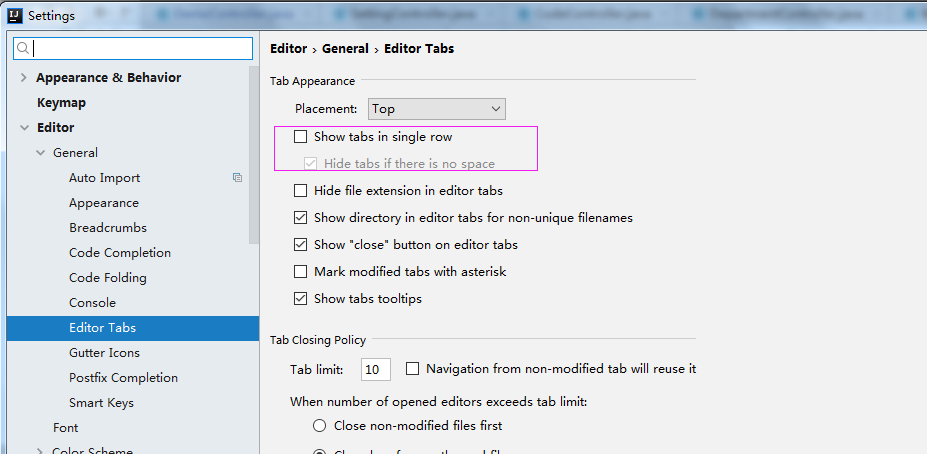 Settings
Editor › General › Editor Tabs
Appearance & Behavior
Keymap
Editor
General
Auto Import
Appearance
Breadcrumbs
Code Completion
Code Folding
Console
Editor Tabs
Gutter Icons
Postfix Completion
Smart Keys
Font
Color Scheme
Tab Appearance
Placement: Top
Show tabs in single row
Hide tabs if there is no space
Hide file extension in editor tabs
Show directory in editor tabs for non-unique filenames
Show "close" button on editor tabs
Mark modified tabs with asterisk
Show tabs tooltips
Tab Closing Policy
Tab limit: 10 Navigation from non-modified tab will reuse it
When number of opened editors exceeds tab limit:
Close non-modified files first